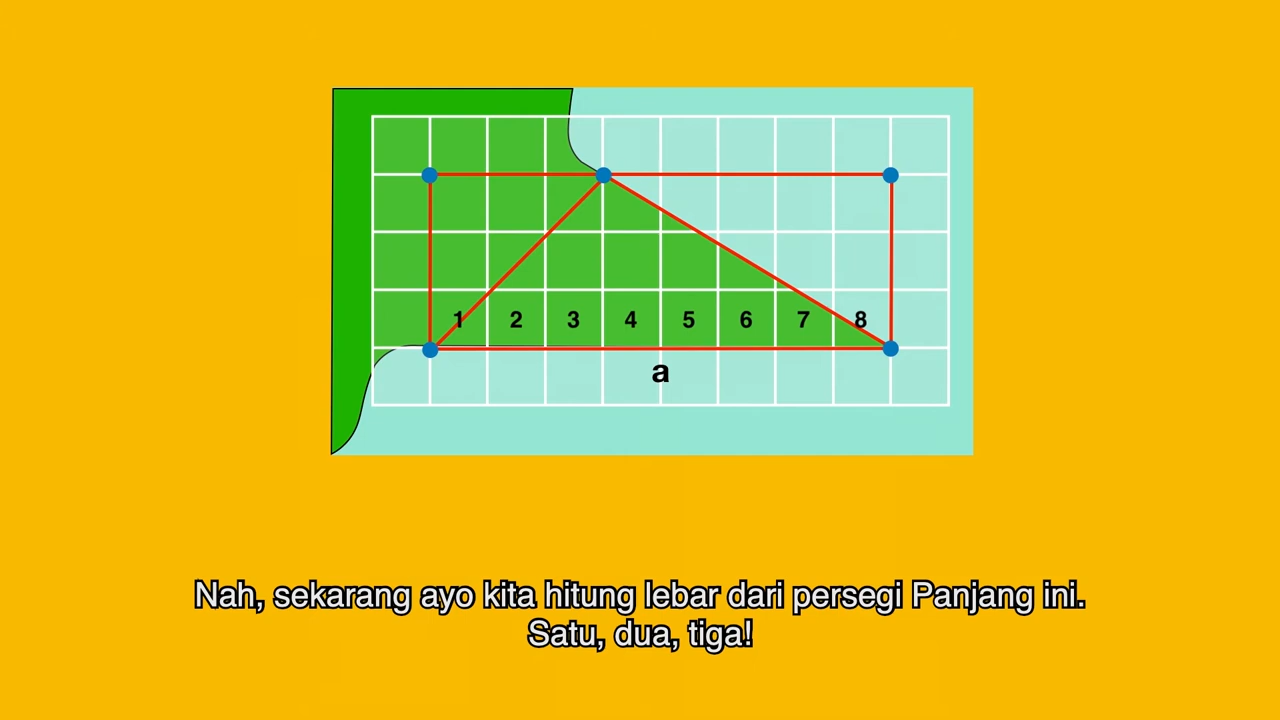 1 2 3 4 5 6 7 8
a
Nah, sekarang ayo kita hitung lebar dari persegi Panjang ini.
Satu, dua, tiga!